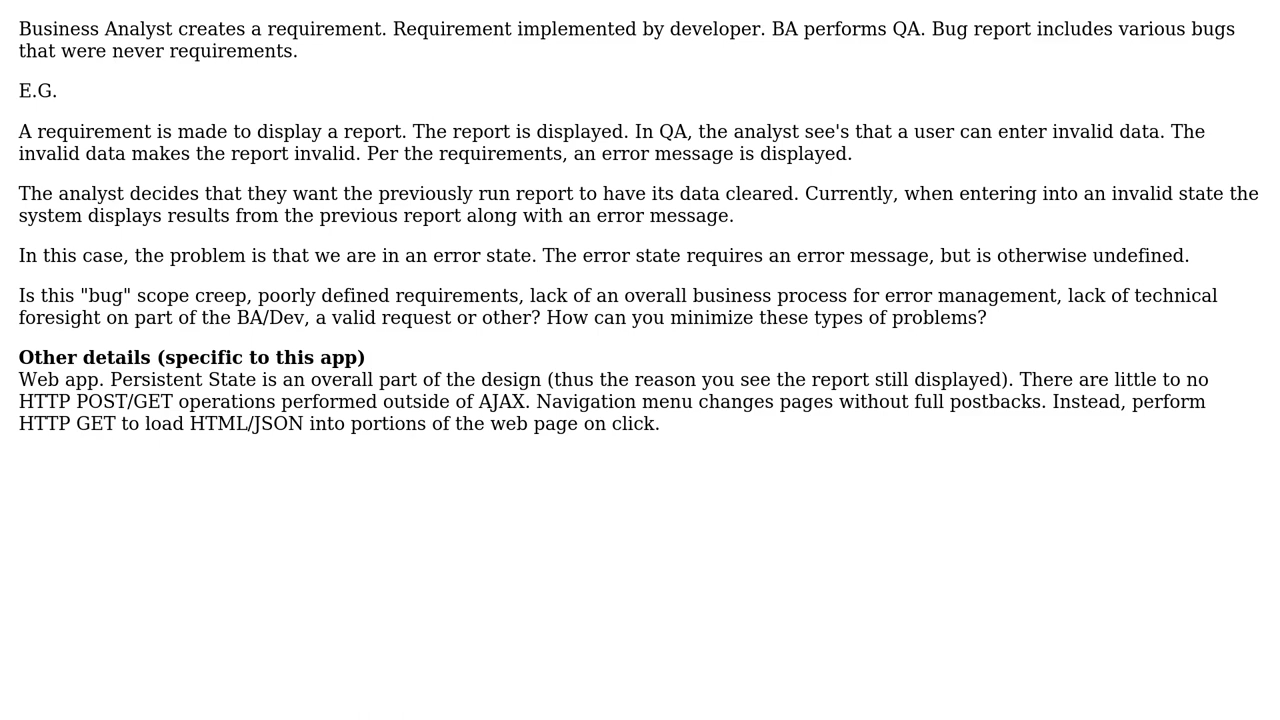 Business Analyst creates a requirement. Requirement implemented by developer. BA performs QA. Bug report includes various bugs
that were never requirements.
E.G.
A requirement is made to display a report. The report is displayed. In QA, the analyst see's that a user can enter invalid data. The
invalid data makes the report invalid. Per the requirements, an error message is displayed.
The analyst decides that they want the previously run report to have its data cleared. Currently, when entering into an invalid state the
system displays results from the previous report along with an error message.
In this case, the problem is that we are in an error state. The error state requires an error message, but is otherwise undefined.
Is this "bug" scope creep, poorly defined requirements, lack of an overall business process for error management, lack of technical
foresight on part of the BA/Dev, a valid request or other? How can you minimize these types of problems?
Other details (specific to this app)
Web app. Persistent State is an overall part of the design (thus the reason you see the report still displayed). There are little to no
HTTP POST/GET operations performed outside of AJAX. Navigation menu changes pages without full postbacks. Instead, perform
HTTP GET to load HTML/JSON into portions of the web page on click.